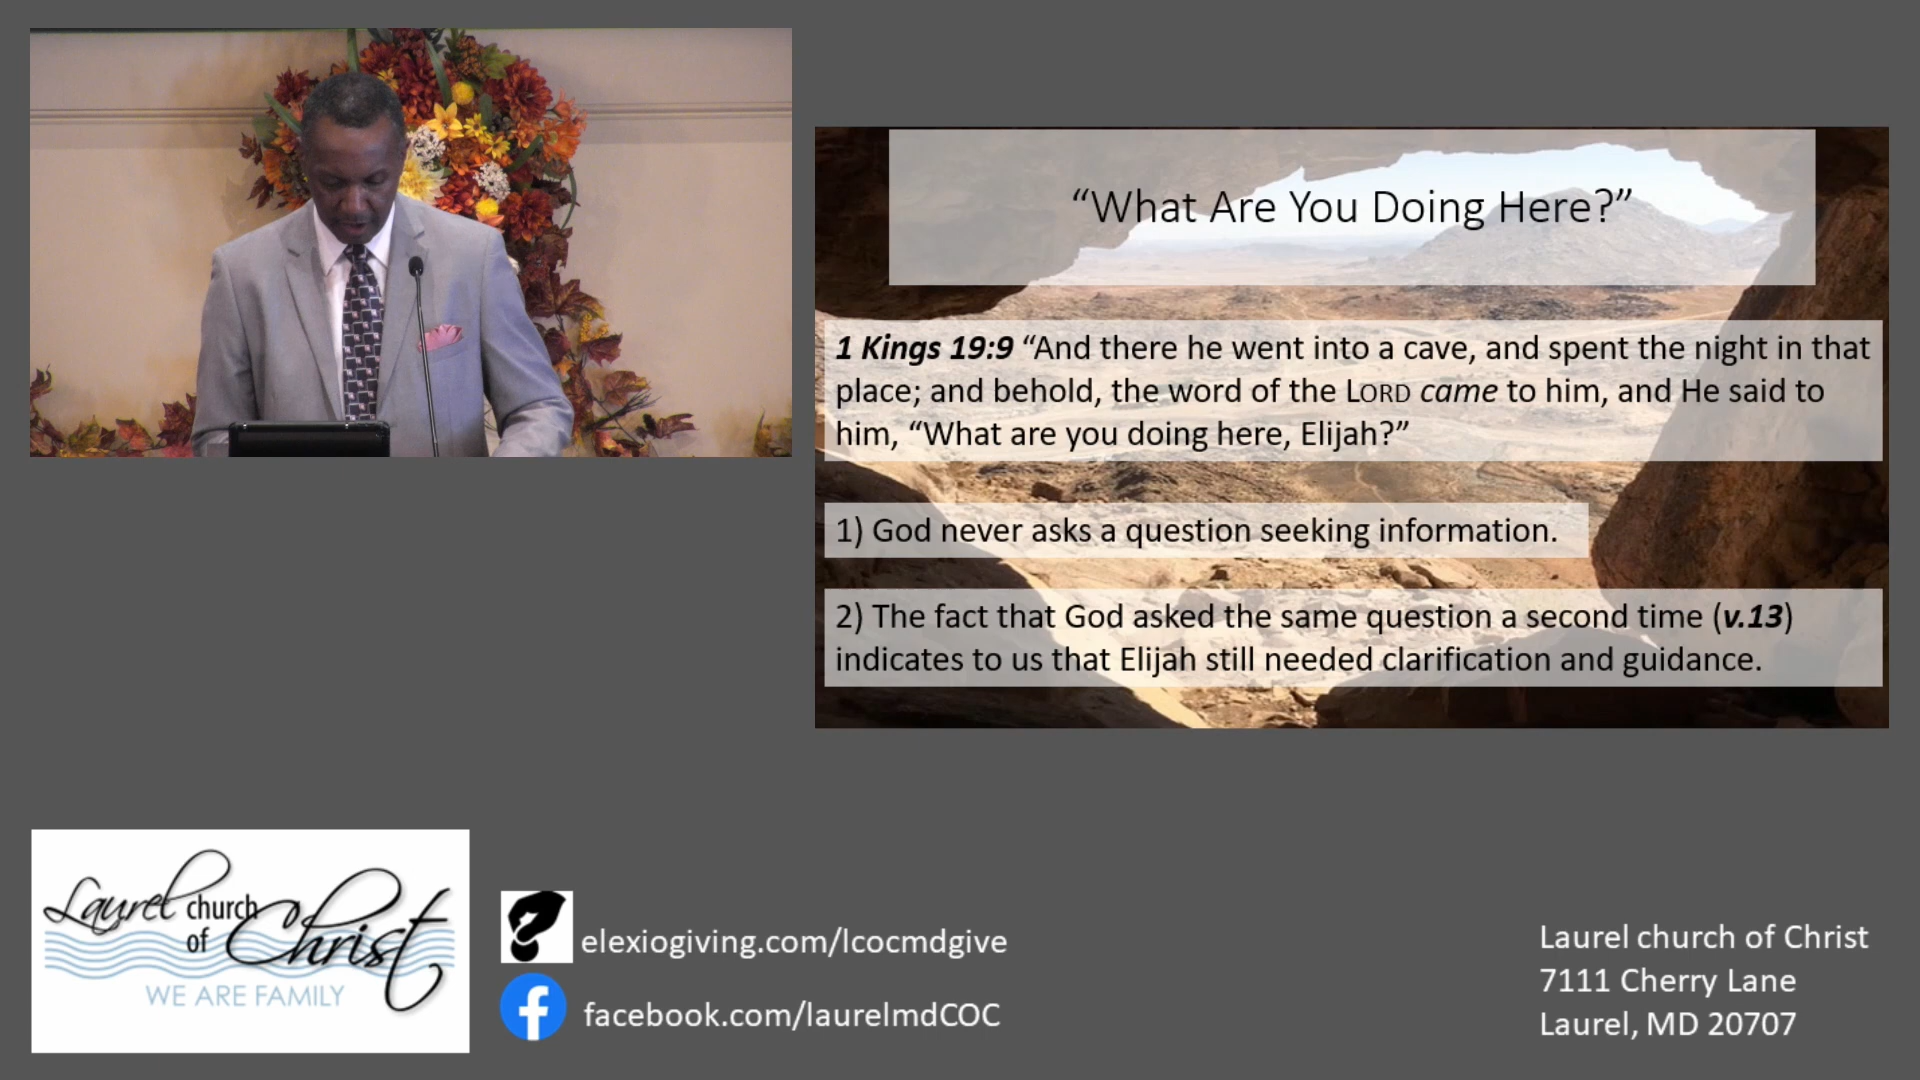 “What Are You Doing Here?”
1 Kings 19:9 “And there he went into a cave, and spent the night in that
place; and behold, the word of the LORD came to him, and He said to
him, “What are you doing here, Elijah?”
1) God never asks a question seeking information.
2) The fact that God asked the same question a second time (v.13)
indicates to us that Elijah still needed clarification and guidance.
Laurel church
of Christ
WE ARE FAMILY
elexiogiving.com/lcocmdgive
facebook.com/laurelmdCOC
Laurel church of Christ
7111 Cherry Lane
Laurel, MD 20707